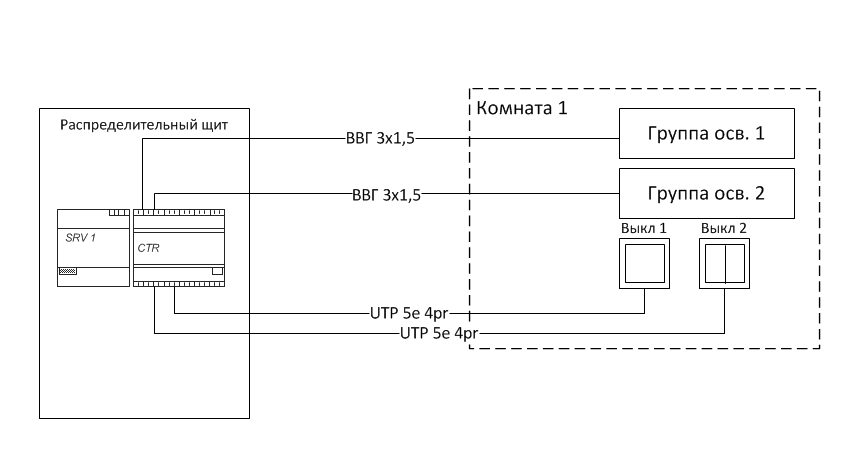 Комната 1
Распределительный щит
ВВГ 3х1,5
Группа осв. 1
ВВГ 3х1,5
Группа осв. 2
Выкл 1
Выкл 2
SRV 1
CTR
UTP 5e 4pr
UTP 5e 4pr